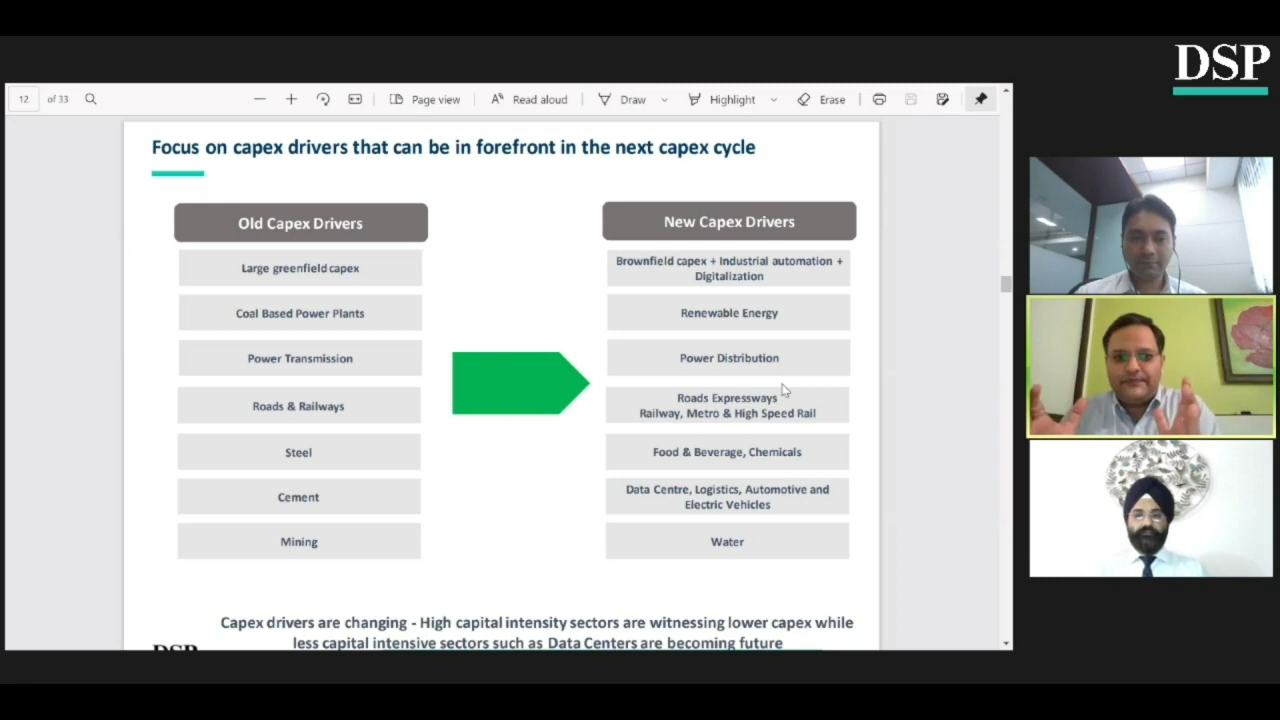 DSP
12 of 33
Page view
Read aloud
Draw
Highlight
Erase
Focus on capex drivers that can be in forefront in the next capex cycle
Old Capex Drivers
Large greenfield capex
Coal Based Power Plants
Power Transmission
Roads & Railways
Steel
Cement
Mining
New Capex Drivers
Brownfield capex + Industrial automation +
Digitalization
Renewable Energy
Power Distribution
Roads Expressways
Railway, Metro & High Speed Rail
Food & Beverage, Chemicals
Data Centre, Logistics, Automotive and
Electric Vehicles
Water
Capex drivers are changing - High capital intensity sectors are witnessing lower capex while
less capital intensive sectors such as Data Centers are becoming future
DSP